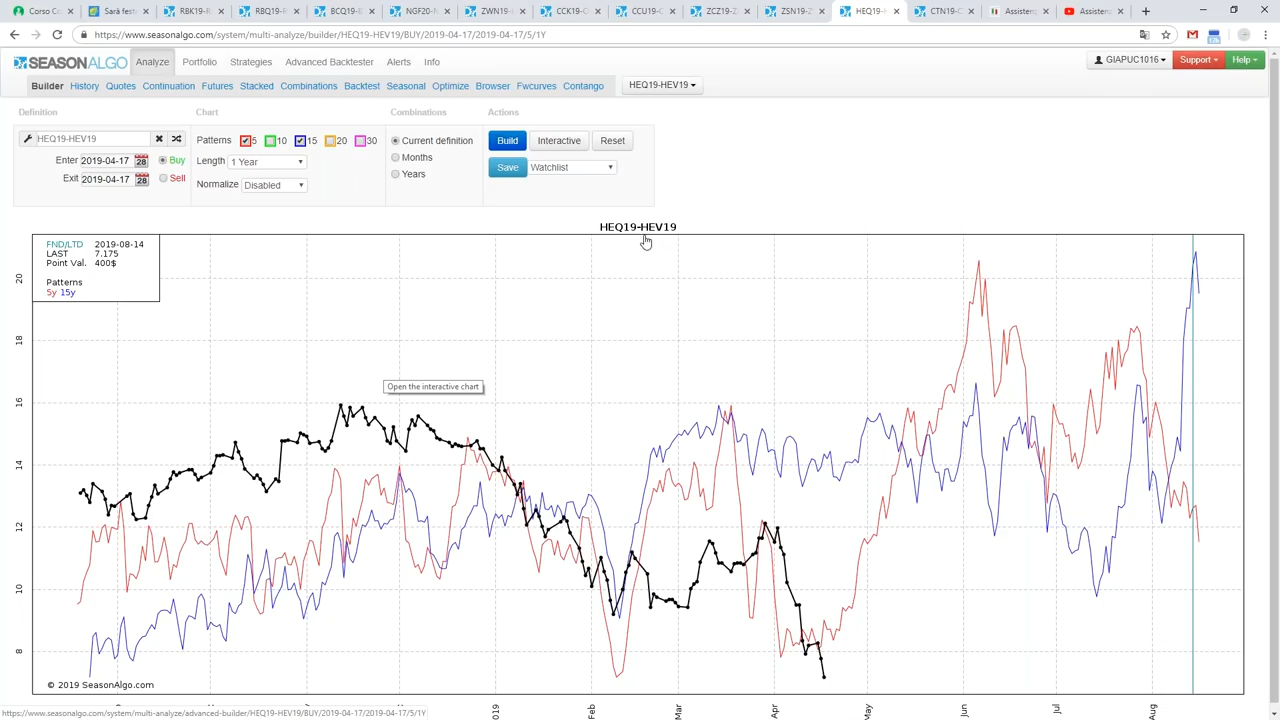 Corso Co
Sarà fest
RBK19-R
RBQ19-R
BCQ19-B
NGF20-N
ZWN19-
CCK19-C
CCU19-C
ZCZ19-Z
ZSN19-Z
HEQ19-H
CTN19-C
Assisten
Assisten
https://www.seasonalgo.com/system/multi-analyze/builder/HEQ19-HEV19/BUY/2019-04-17/2019-04-17/5/1Y
SEASONALGO Analyze Portfolio Strategies Advanced Backtester Alerts Info
GIAPUC1016 Support Help
Builder History Quotes Continuation Futures Stacked Combinations Backtest Seasonal Optimize Browser Fwcurves Contango HEQ19-HEV19
Definition Chart Combinations Actions
HEQ19-HEV19
Enter 2019-04-17 28 Buy
Exit 2019-04-17 28 Sell
Patterns 5 10 15 20 30
Length 1 Year
Normalize Disabled
Current definition
Months
Years
Build Interactive Reset
Save Watchlist
HEQ19-HEV19
FND/LTD 2019-08-14
LAST 7.175
Point Val. 400$
Patterns
5y 15y
20
18
16
14
12
10
8
Open the interactive chart
© 2019 SeasonAlgo.com
2019 Feb Mar Apr May Jun Jul Aug
https://www.seasonalgo.com/system/multi-analyze/advanced-builder/HEQ19-HEV19/BUY/2019-04-17/2019-04-17/5/1Y